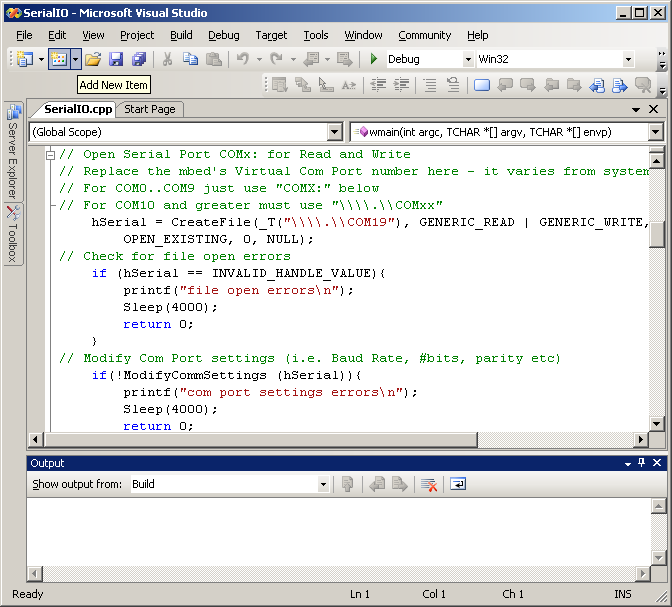 SerialIO - Microsoft Visual Studio
File Edit View Project Build Debug Target Tools Window Community Help
Debug Win32
Add New Item
SerialIO.cpp Start Page
(Global Scope) wmain(int argc, TCHAR *[] argv, TCHAR *[] envp)
// Open Serial Port COMx: for Read and Write
// Replace the mbed's Virtual Com Port number here - it varies from system
// For COM0..COM9 just use "COMX:" below
// For COM10 and greater must use "\\\\.\\COMxx"
hSerial = CreateFile(_T("\\\\.\\COM19"), GENERIC_READ | GENERIC_WRITE,
OPEN_EXISTING, 0, NULL);
// Check for file open errors
if (hSerial == INVALID_HANDLE_VALUE){
printf("file open errors\n");
Sleep(4000);
return 0;
}
// Modify Com Port settings (i.e. Baud Rate, #bits, parity etc)
if(!ModifyCommSettings (hSerial)){
printf("com port settings errors\n");
Sleep(4000);
return 0;
Server Explorer
Toolbox
Output
Show output from: Build
Ready Ln 1 Col 1 Ch 1 INS